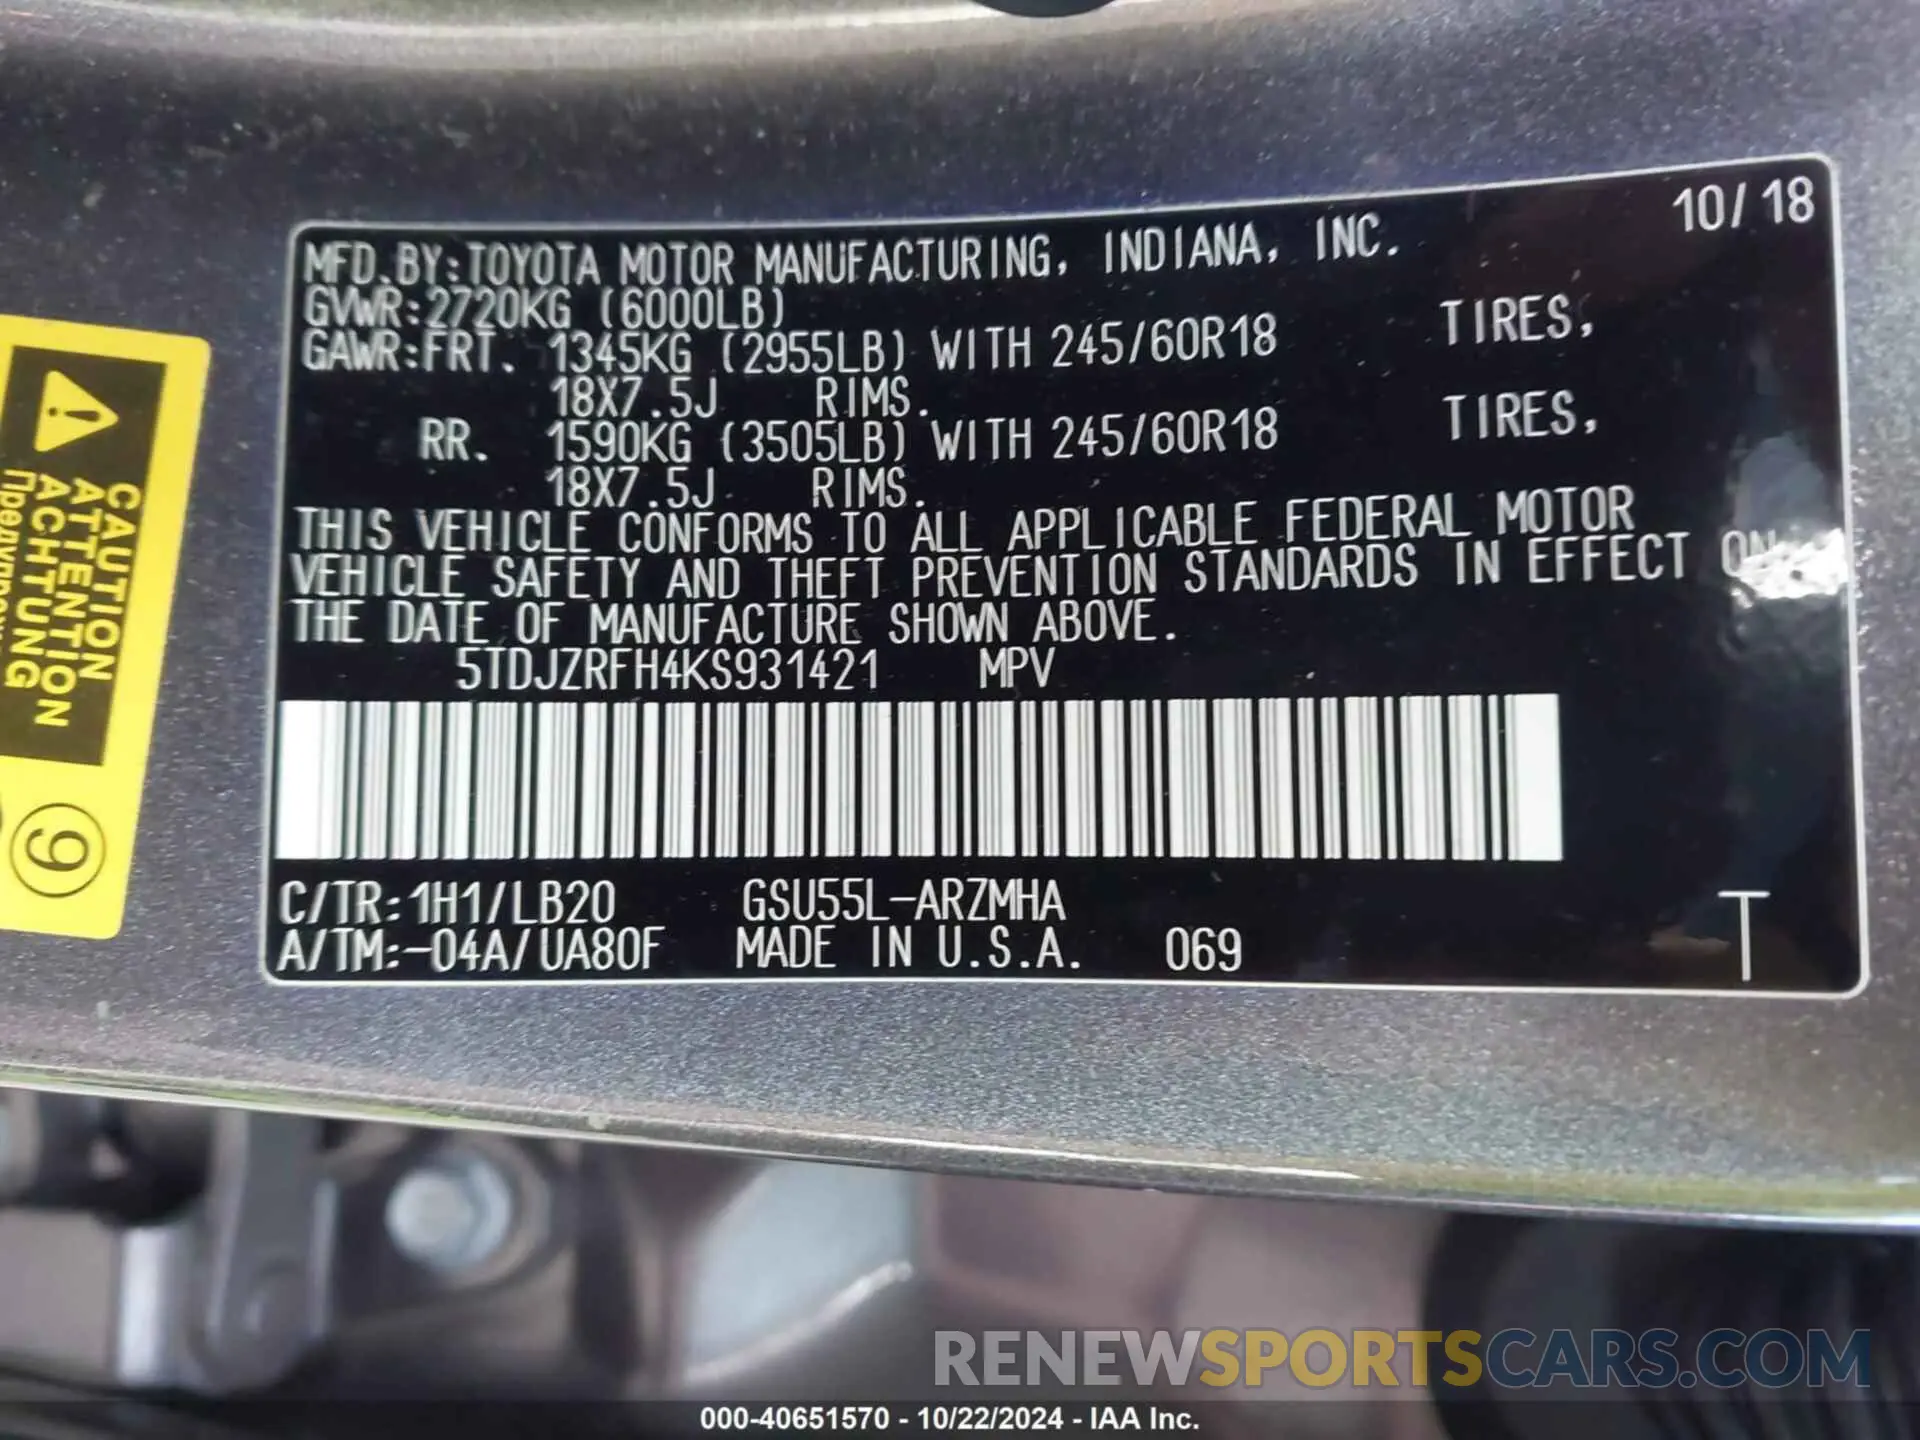 10/18
MFD.BY:TOYOTA MOTOR MANUFACTURING, INDIANA, INC.
GVWR:2720KG (6000LB)
GAWR:FRT. 1345KG (2955LB) WITH 245/60R18 TIRES,
18X7.5J RIMS.
RR. 1590KG (3505LB) WITH 245/60R18 TIRES,
18X7.5J RIMS.
THIS VEHICLE CONFORMS TO ALL APPLICABLE FEDERAL MOTOR
VEHICLE SAFETY AND THEFT PREVENTION STANDARDS IN EFFECT ON
THE DATE OF MANUFACTURE SHOWN ABOVE.
5TDJZRFH4KS931421 MPV
C/TR:1H1/LB20 GSU55L-ARZMHA
A/TM:-04A/UA80F MADE IN U.S.A. 069
T
CAUTION
ATTENTION
ACHTUNG
9
RENEWSPORTSCARS.COM
000-40651570 - 10/22/2024 - IAA Inc.